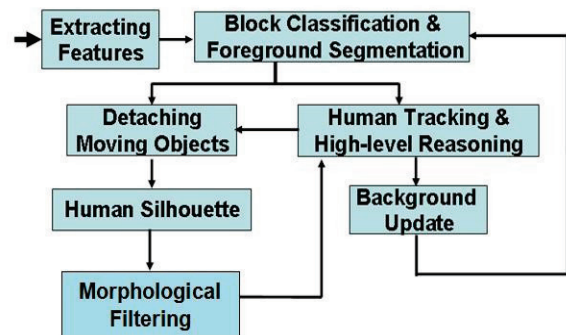 Extracting
Features
Block Classification &
Foreground Segmentation
Detaching
Moving Objects
Human Tracking &
High-level Reasoning
Human Silhouette
Background
Update
Morphological
Filtering